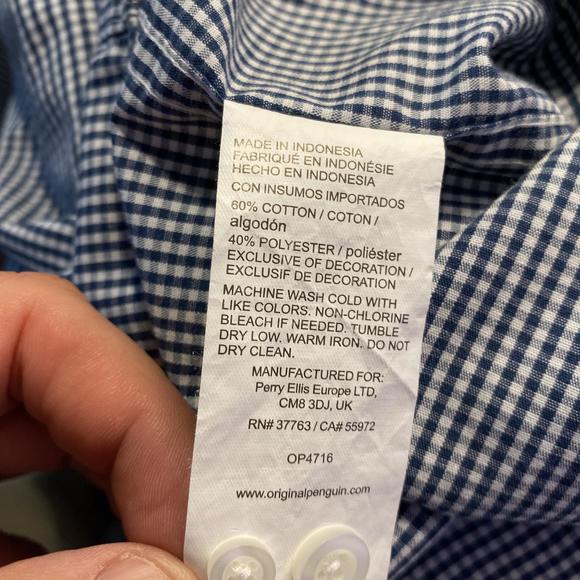 MADE IN INDONESIA
FABRIQUÉ EN INDONÉSIE
HECHO EN INDONESIA
CON INSUMOS IMPORTADOS
60% COTTON / COTON /
algodón
40% POLYESTER / poliéster
EXCLUSIVE OF DECORATION /
EXCLUSIF DE DECORATION
MACHINE WASH COLD WITH
LIKE COLORS. NON-CHLORINE
BLEACH IF NEEDED. TUMBLE
DRY LOW. WARM IRON. DO NOT
DRY CLEAN.
MANUFACTURED FOR:
Perry Ellis Europe LTD,
CM8 3DJ, UK
RN# 37763 / CA# 55972
OP4716
www.originalpenguin.com